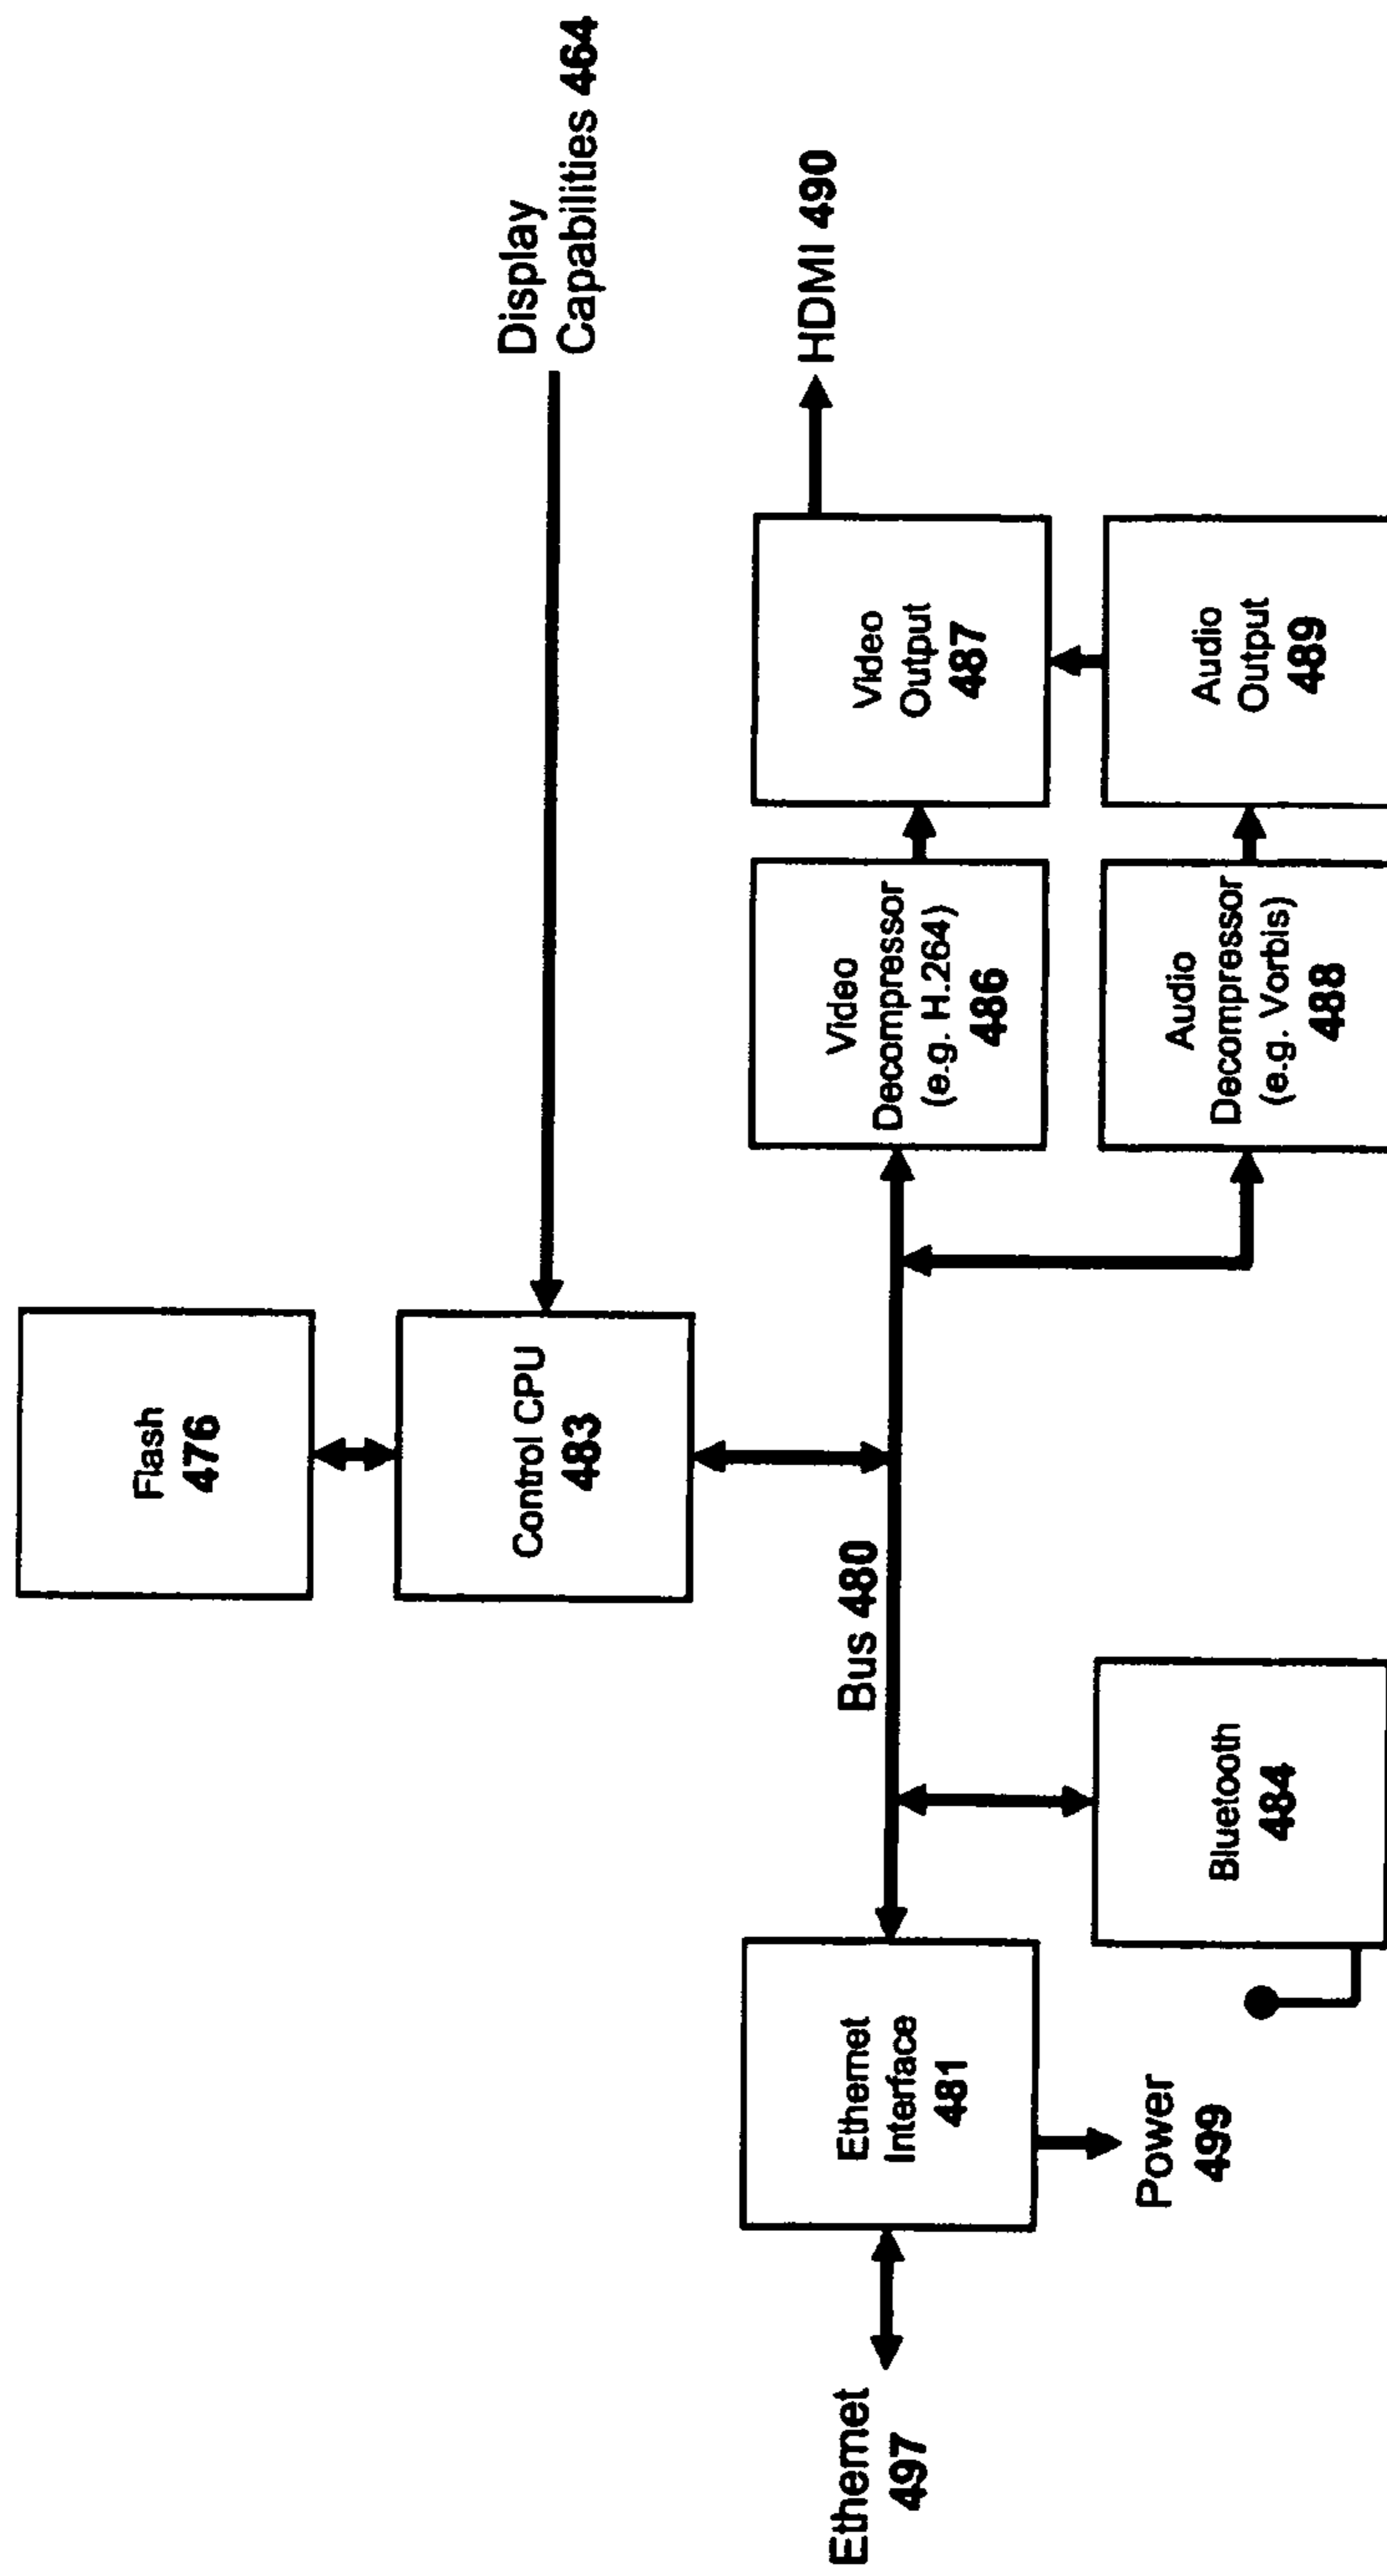 Flash
476
Display
Capabilities 464
Control CPU
483
Bus 480
HDMI 490
Ethernet
497
Ethernet
Interface
481
Video
Decompressor
(e.g. H.264)
486
Video
Output
487
Power
499
Bluetooth
484
Audio
Decompressor
(e.g. Vorbis)
488
Audio
Output
489